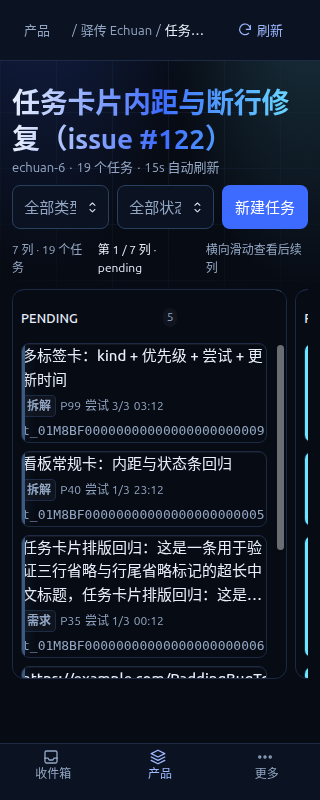 产品 / 驿传 Echuan / 任务... 刷新
任务卡片内距与断行修
复（issue #122）
echuan-6 · 19 个任务 · 15s 自动刷新
全部类型 全部状态 新建任务
7 列 · 19 个任
务
第 1 / 7 列 ·
pending
横向滑动查看后续
列
PENDING 5
多标签卡：kind + 优先级 + 尝试 + 更
新时间
拆解 P99 尝试 3/3 03:12
t_01M8BF00000000000000000000009
看板常规卡：内距与状态条回归
拆解 P40 尝试 1/3 23:12
t_01M8BF00000000000000000000005
任务卡片排版回归：这是一条用于验
证三行省略与行尾省略标记的超长中
文标题，任务卡片排版回归：这是...
需求 P35 尝试 1/3 00:12
t_01M8BF00000000000000000000006
收件箱 产品 更多